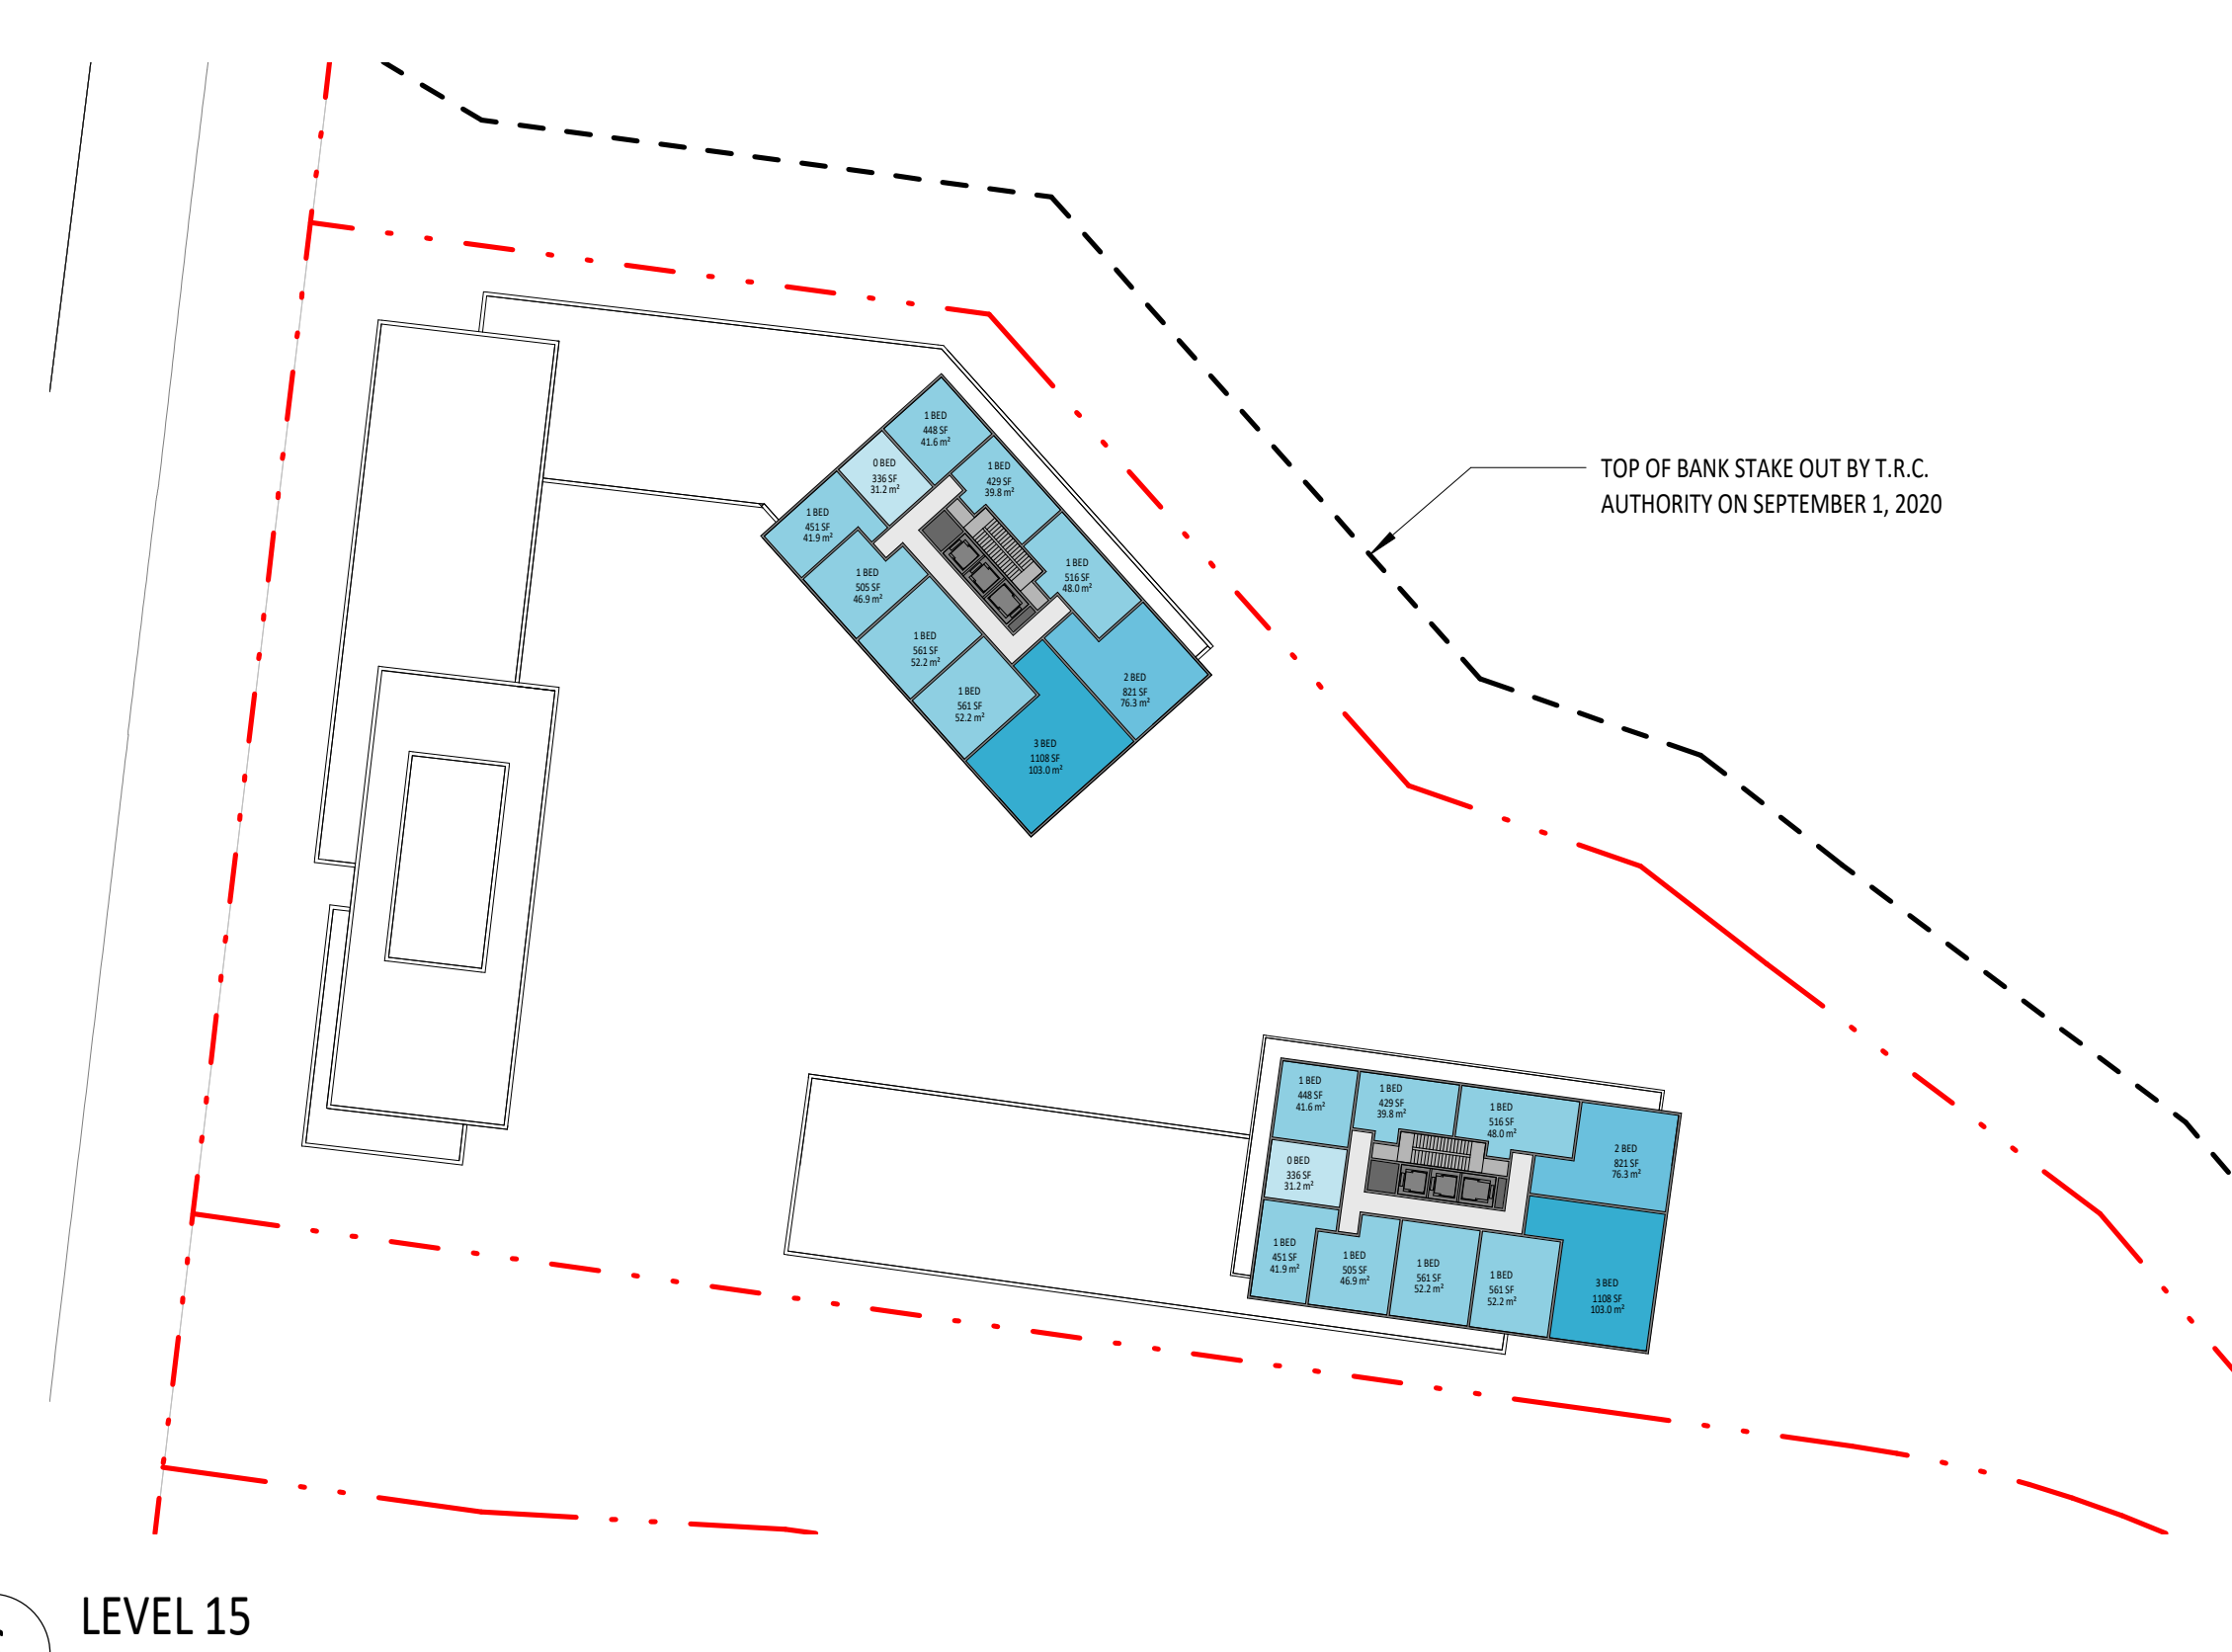 1 BED
448 SF
41.6 m²
0 BED
336 SF
31.2 m²
1 BED
429 SF
39.8 m²
1 BED
451 SF
41.9 m²
1 BED
505 SF
46.9 m²
1 BED
516 SF
48.0 m²
1 BED
561 SF
52.2 m²
1 BED
561 SF
52.2 m²
2 BED
821 SF
76.3 m²
3 BED
1108 SF
103.0 m²
TOP OF BANK STAKE OUT BY T.R.C.
AUTHORITY ON SEPTEMBER 1, 2020
1 BED
448 SF
41.6 m²
1 BED
429 SF
39.8 m²
1 BED
516 SF
48.0 m²
2 BED
821 SF
76.3 m²
0 BED
336 SF
31.2 m²
1 BED
451 SF
41.9 m²
1 BED
505 SF
46.9 m²
1 BED
561 SF
52.2 m²
1 BED
561 SF
52.2 m²
3 BED
1108 SF
103.0 m²
LEVEL 15